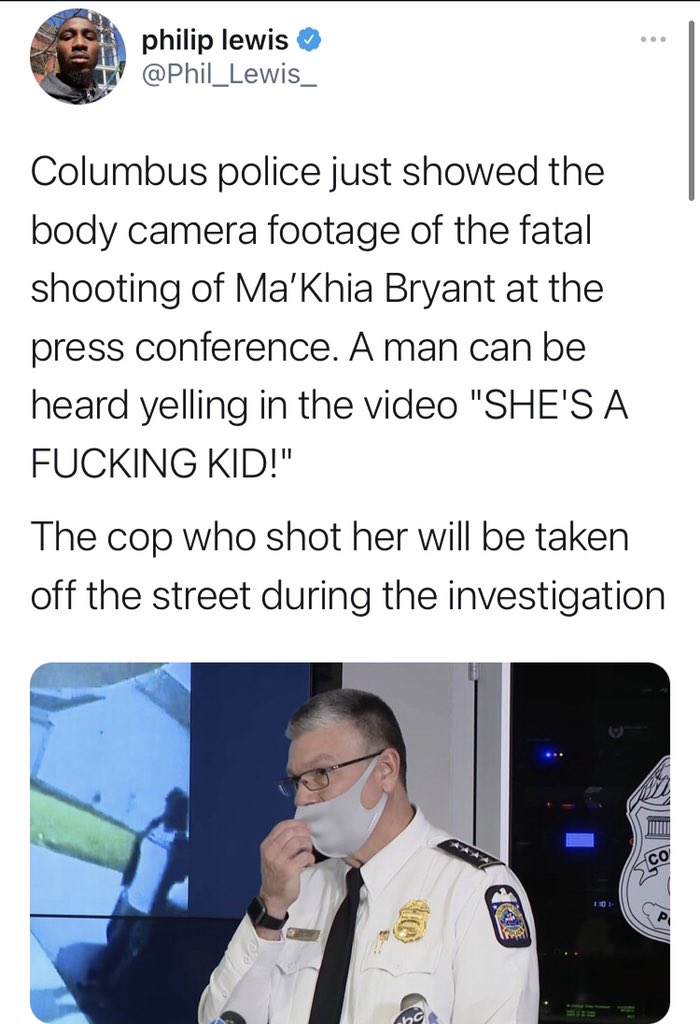 philip lewis
@Phil_Lewis_
Columbus police just showed the
body camera footage of the fatal
shooting of Ma'Khia Bryant at the
press conference. A man can be
heard yelling in the video "SHE'S A
FUCKING KID!"
The cop who shot her will be taken
off the street during the investigation
CO
PO
abc